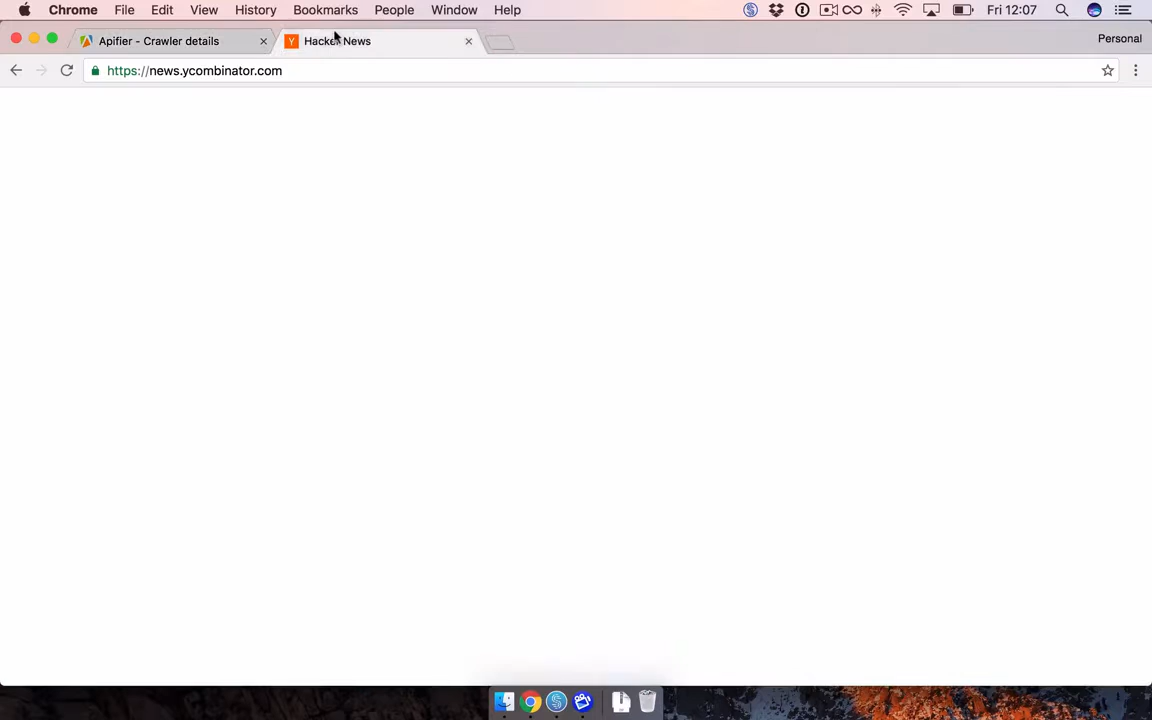 Chrome File Edit View History Bookmarks People Window Help Fri 12:07
Apifier - Crawler details Hacker News Personal
https://news.ycombinator.com